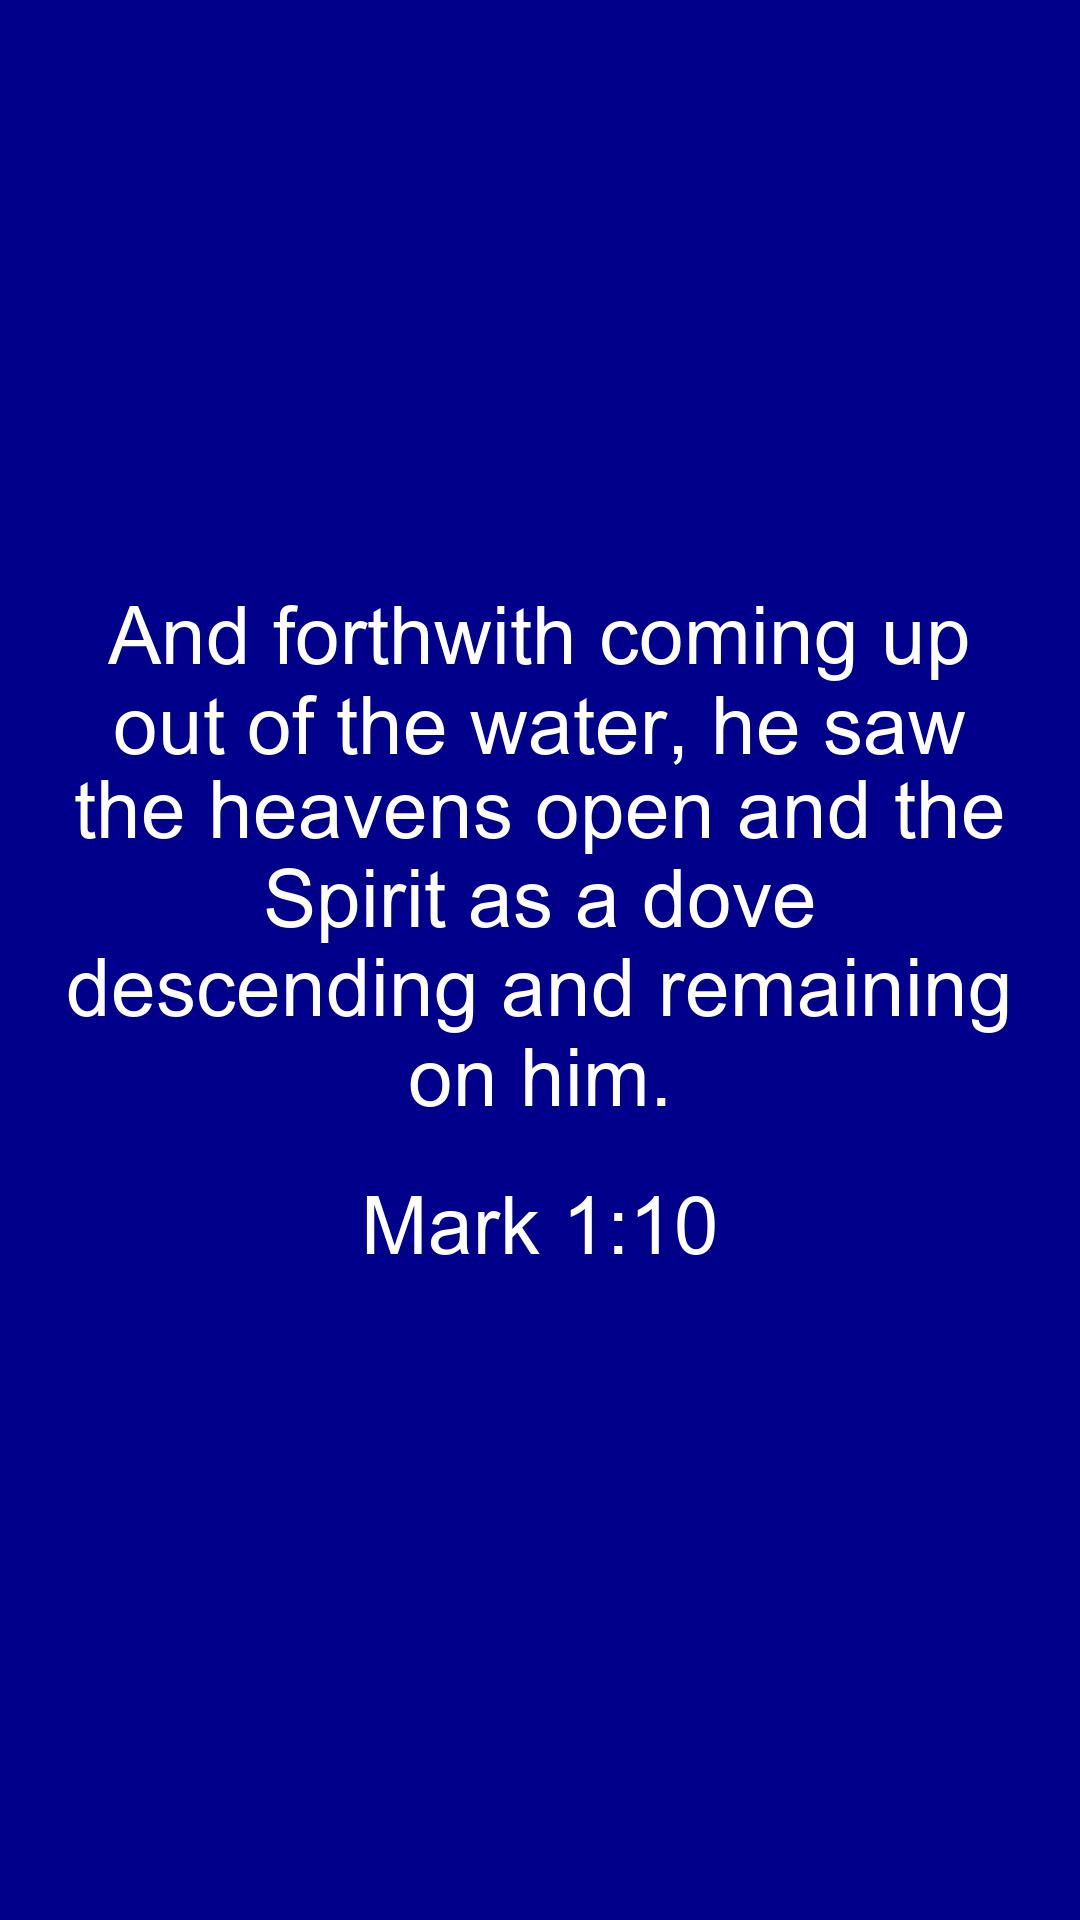 And forthwith coming up
out of the water, he saw
the heavens open and the
Spirit as a dove
descending and remaining
on him.
Mark 1:10